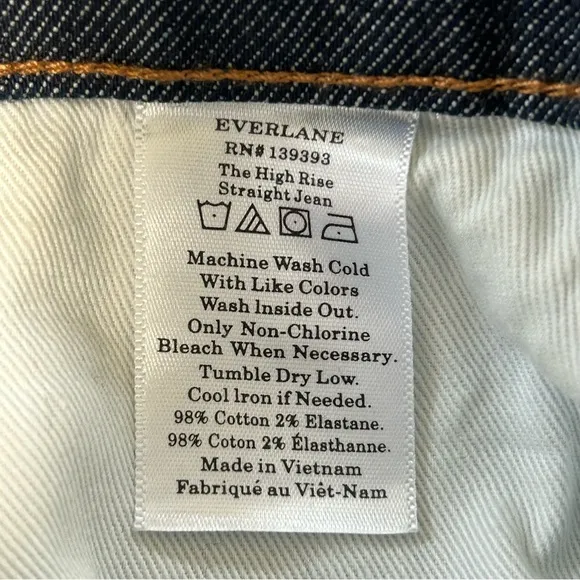 EVERLANE
RN# 139393
The High Rise
Straight Jean
Machine Wash Cold
With Like Colors
Wash Inside Out.
Only Non-Chlorine
Bleach When Necessary.
Tumble Dry Low.
Cool Iron if Needed.
98% Cotton 2% Elastane.
98% Coton 2% Élasthanne.
Made in Vietnam
Fabriqué au Viêt-Nam